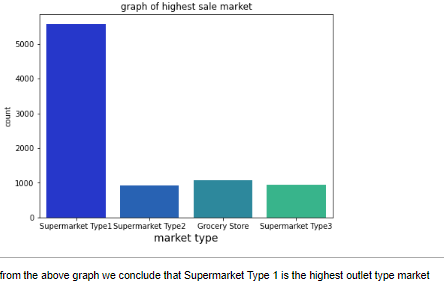 graph of highest sale market
5000
4000
3000
2000
1000
0
count
Supermarket Type1 Supermarket Type2 Grocery Store Supermarket Type3
market type
from the above graph we conclude that Supermarket Type 1 is the highest outlet type market